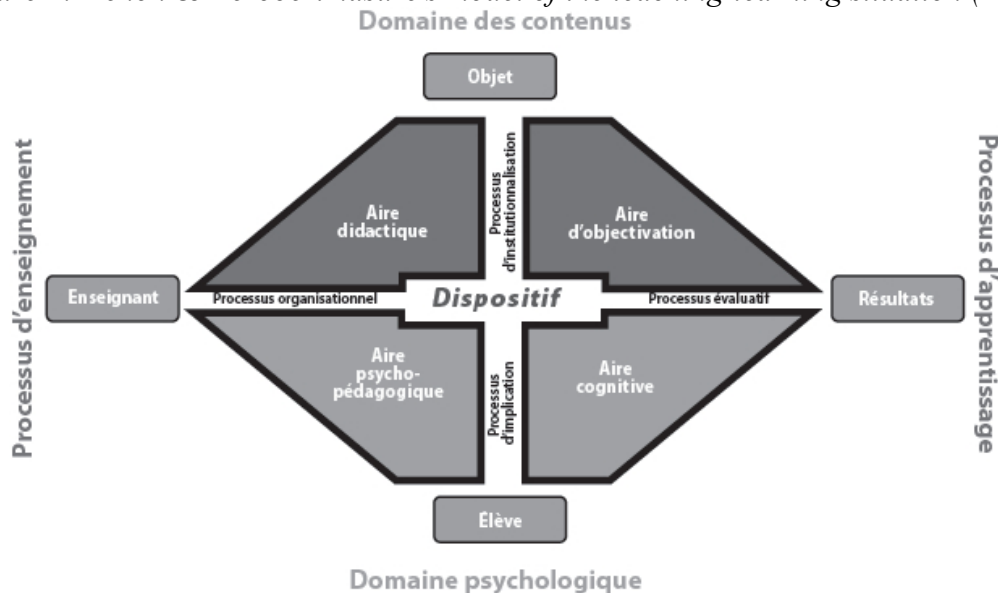 Domaine des contenus
Objet
Processus d'enseignement
Processus d'apprentissage
Processus
d'institutionnalisation
Aire
didactique
Aire
d'objectivation
Enseignant
Processus organisationnel
Dispositif
Processus évaluatif
Résultats
Aire
psycho-
pédagogique
Processus
d'implication
Aire
cognitive
Élève
Domaine psychologique